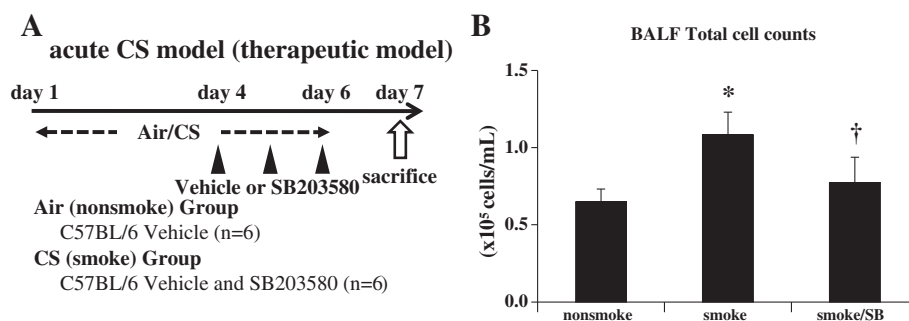 A
acute CS model (therapeutic model)
day 1 day 4 day 6 day 7
Air/CS
Vehicle or SB203580 sacrifice
Air (nonsmoke) Group
C57BL/6 Vehicle (n=6)
CS (smoke) Group
C57BL/6 Vehicle and SB203580 (n=6)
B
BALF Total cell counts
(x10⁵ cells/mL)
1.5
1.0
0.5
0.0
*
†
nonsmoke smoke smoke/SB